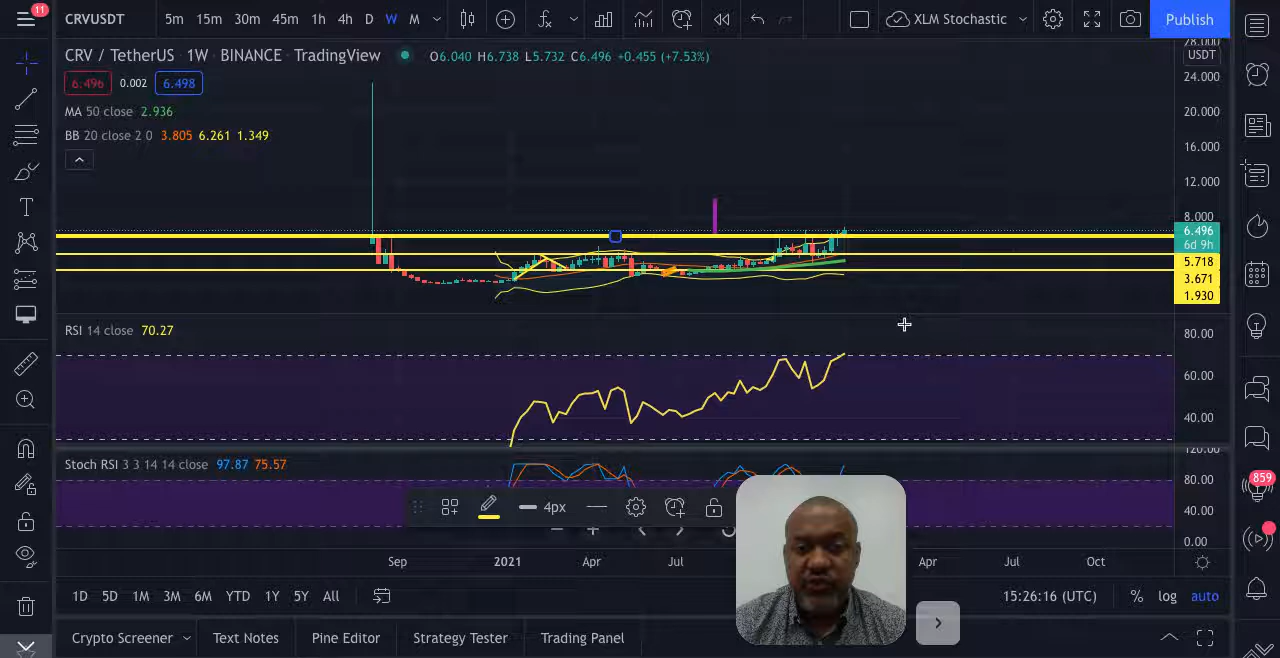 11
CRVUSDT 5m 15m 30m 45m 1h 4h D W M XLM Stochastic Publish
CRV / TetherUS 1W BINANCE TradingView O6.040 H6.738 L5.732 C6.496 +0.455 (+7.53%)
28.000
USDT
6.496 0.002 6.498
24.000
MA 50 close 2.936
20.000
BB 20 close 2 0 3.805 6.261 1.349
16.000
12.000
8.000
6.496
6d 9h
5.718
3.671
1.930
RSI 14 close 70.27
80.00
60.00
40.00
120.00
Stoch RSI 3 3 14 14 close 97.87 75.57
80.00
859
4px
40.00
0.00
Sep 2021 Apr Jul Apr Jul Oct
1D 5D 1M 3M 6M YTD 1Y 5Y All 15:26:16 (UTC) % log auto
Crypto Screener Text Notes Pine Editor Strategy Tester Trading Panel